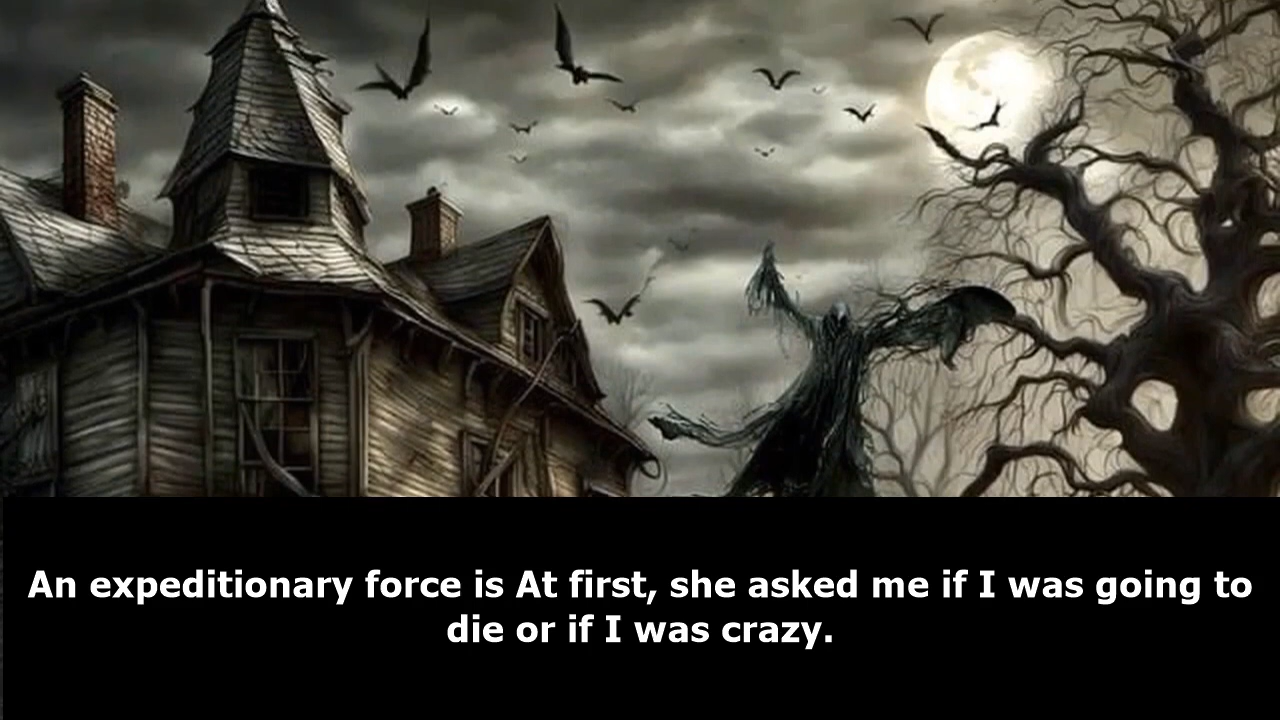 An expeditionary force is At first, she asked me if I was going to
die or if I was crazy.